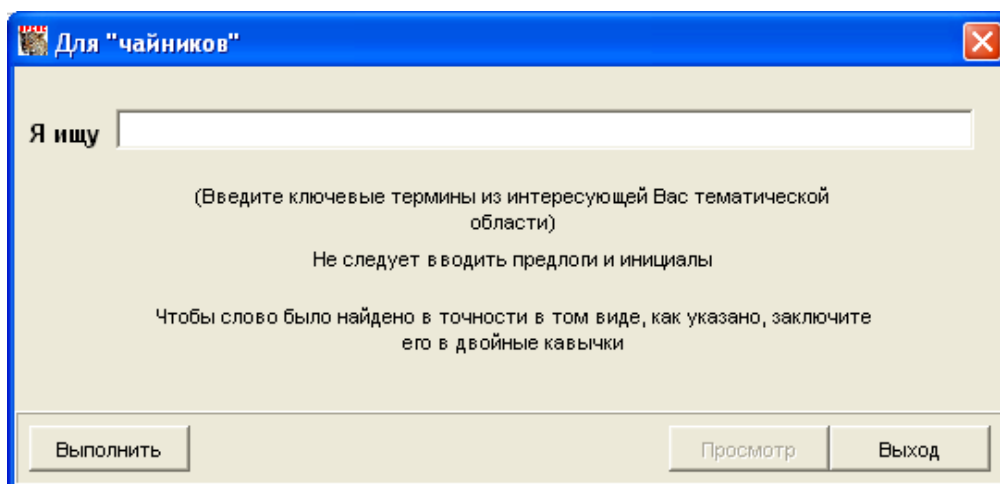 Для "чайников"
Я ищу
(Введите ключевые термины из интересующей Вас тематической
области)
Не следует вводить предлоги и инициалы
Чтобы слово было найдено в точности в том виде, как указано, заключите
его в двойные кавычки
Выполнить Просмотр Выход